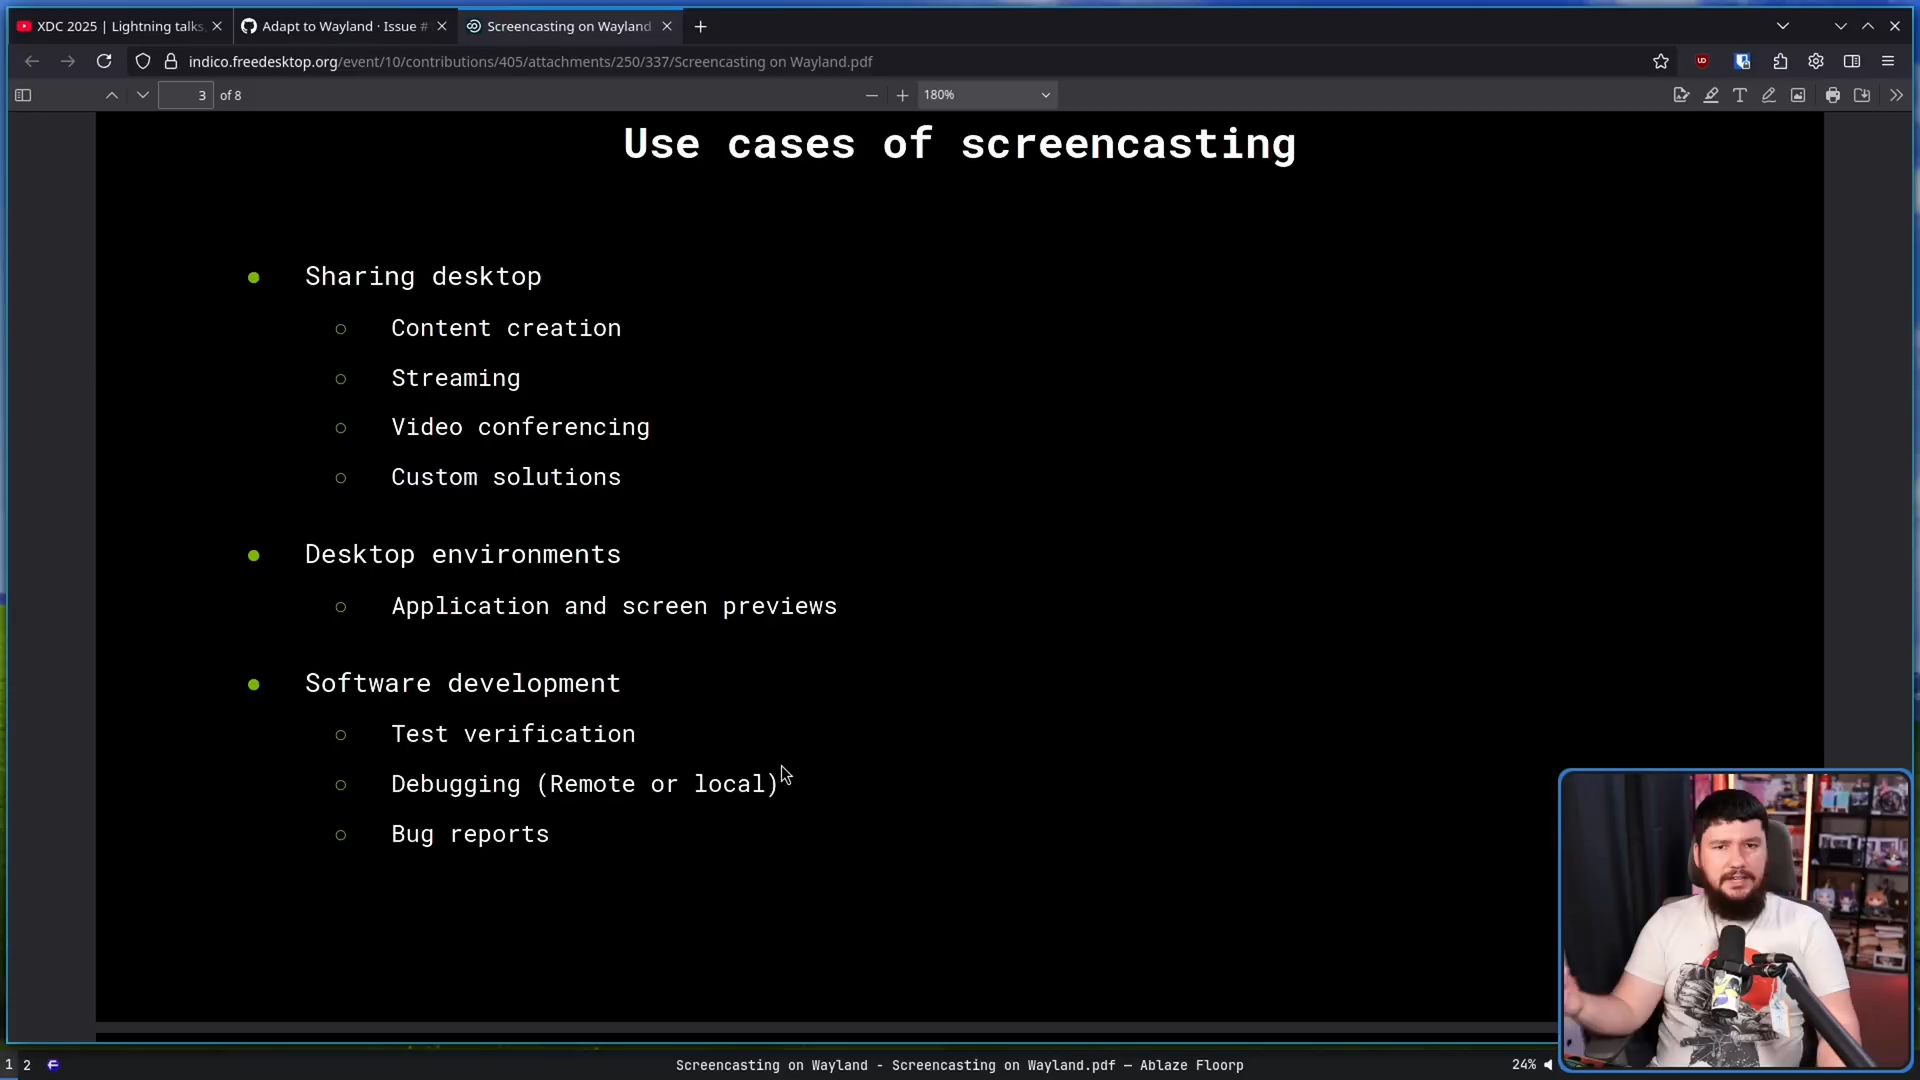 XDC 2025 | Lightning talks,
Adapt to Wayland · Issue #
Screencasting on Wayland
indico.freedesktop.org/event/10/contributions/405/attachments/250/337/Screencasting on Wayland.pdf
3 of 8
180%
Use cases of screencasting
Sharing desktop
Content creation
Streaming
Video conferencing
Custom solutions
Desktop environments
Application and screen previews
Software development
Test verification
Debugging (Remote or local)
Bug reports
1 2
Screencasting on Wayland - Screencasting on Wayland.pdf — Ablaze Floorp
24%